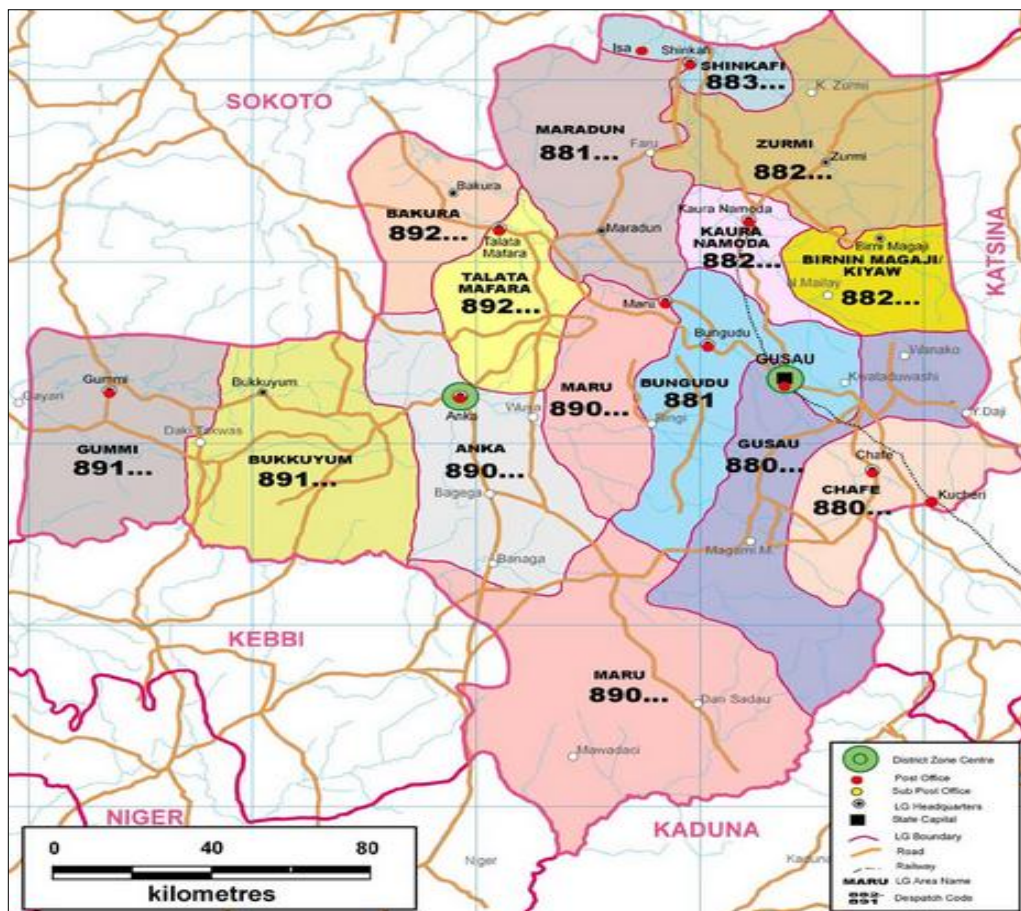 Isa
Shinkafi
SHINKAFI
883...
K. Zurmi
SOKOTO
MARADUN
881...
Faru
ZURMI
882...
Zurmi
Bakura
BAKURA
892...
Talata
Mafara
Maradun
Kaura Namoda
KAURA
NAMODA
882...
Birni Magaji
BIRNIN MAGAJI/
KIYAW
882...
KATSINA
TALATA
MAFARA
892...
Maru
Bungudu
GUSAU
Wanako
Kwataduwashi
Y.Daji
Gummi
Bukkuyum
Anka
Wuya
MARU
890...
BUNGUDU
881
Daki Takwas
GUMMI
891...
BUKKUYUM
891...
ANKA
890...
Bagega
GUSAU
880...
Chafe
CHAFE
880...
Kucheri
Magami M.
Banaga
KEBBI
MARU
890...
Dan Sadau
Mawadaci
NIGER
KADUNA
Niger
Kaduna
0 40 80
kilometres
District Zone Centre
Post Office
Sub Post Office
LG Headquarters
State Capital
LG Boundary
Road
Railway
MARU LG Area Name
882-
891 Despatch Code